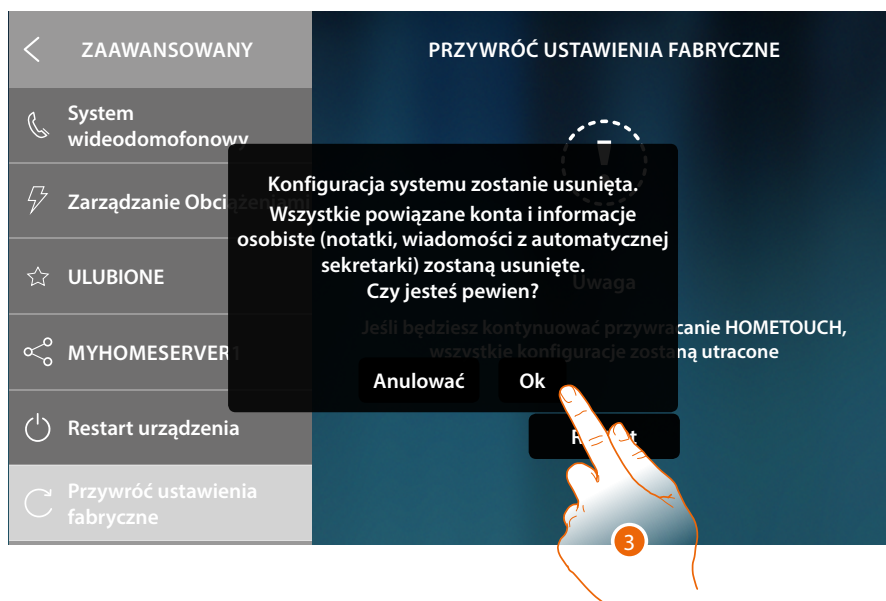 ZAAWANSOWANY
System
wideodomofonowy
Zarządzanie Obciążeniami
ULUBIONE
MYHOMESERVER1
Restart urządzenia
Przywróć ustawienia
fabryczne
PRZYWRÓĆ USTAWIENIA FABRYCZNE
!
Konfiguracja systemu zostanie usunięta.
Wszystkie powiązane konta i informacje
osobiste (notatki, wiadomości z automatycznej
sekretarki) zostaną usunięte.
Czy jesteś pewien?
Anulować
Ok
Uwaga
Jeśli będziesz kontynuować przywracanie HOMETOUCH,
wszystkie konfiguracje zostaną utracone
3